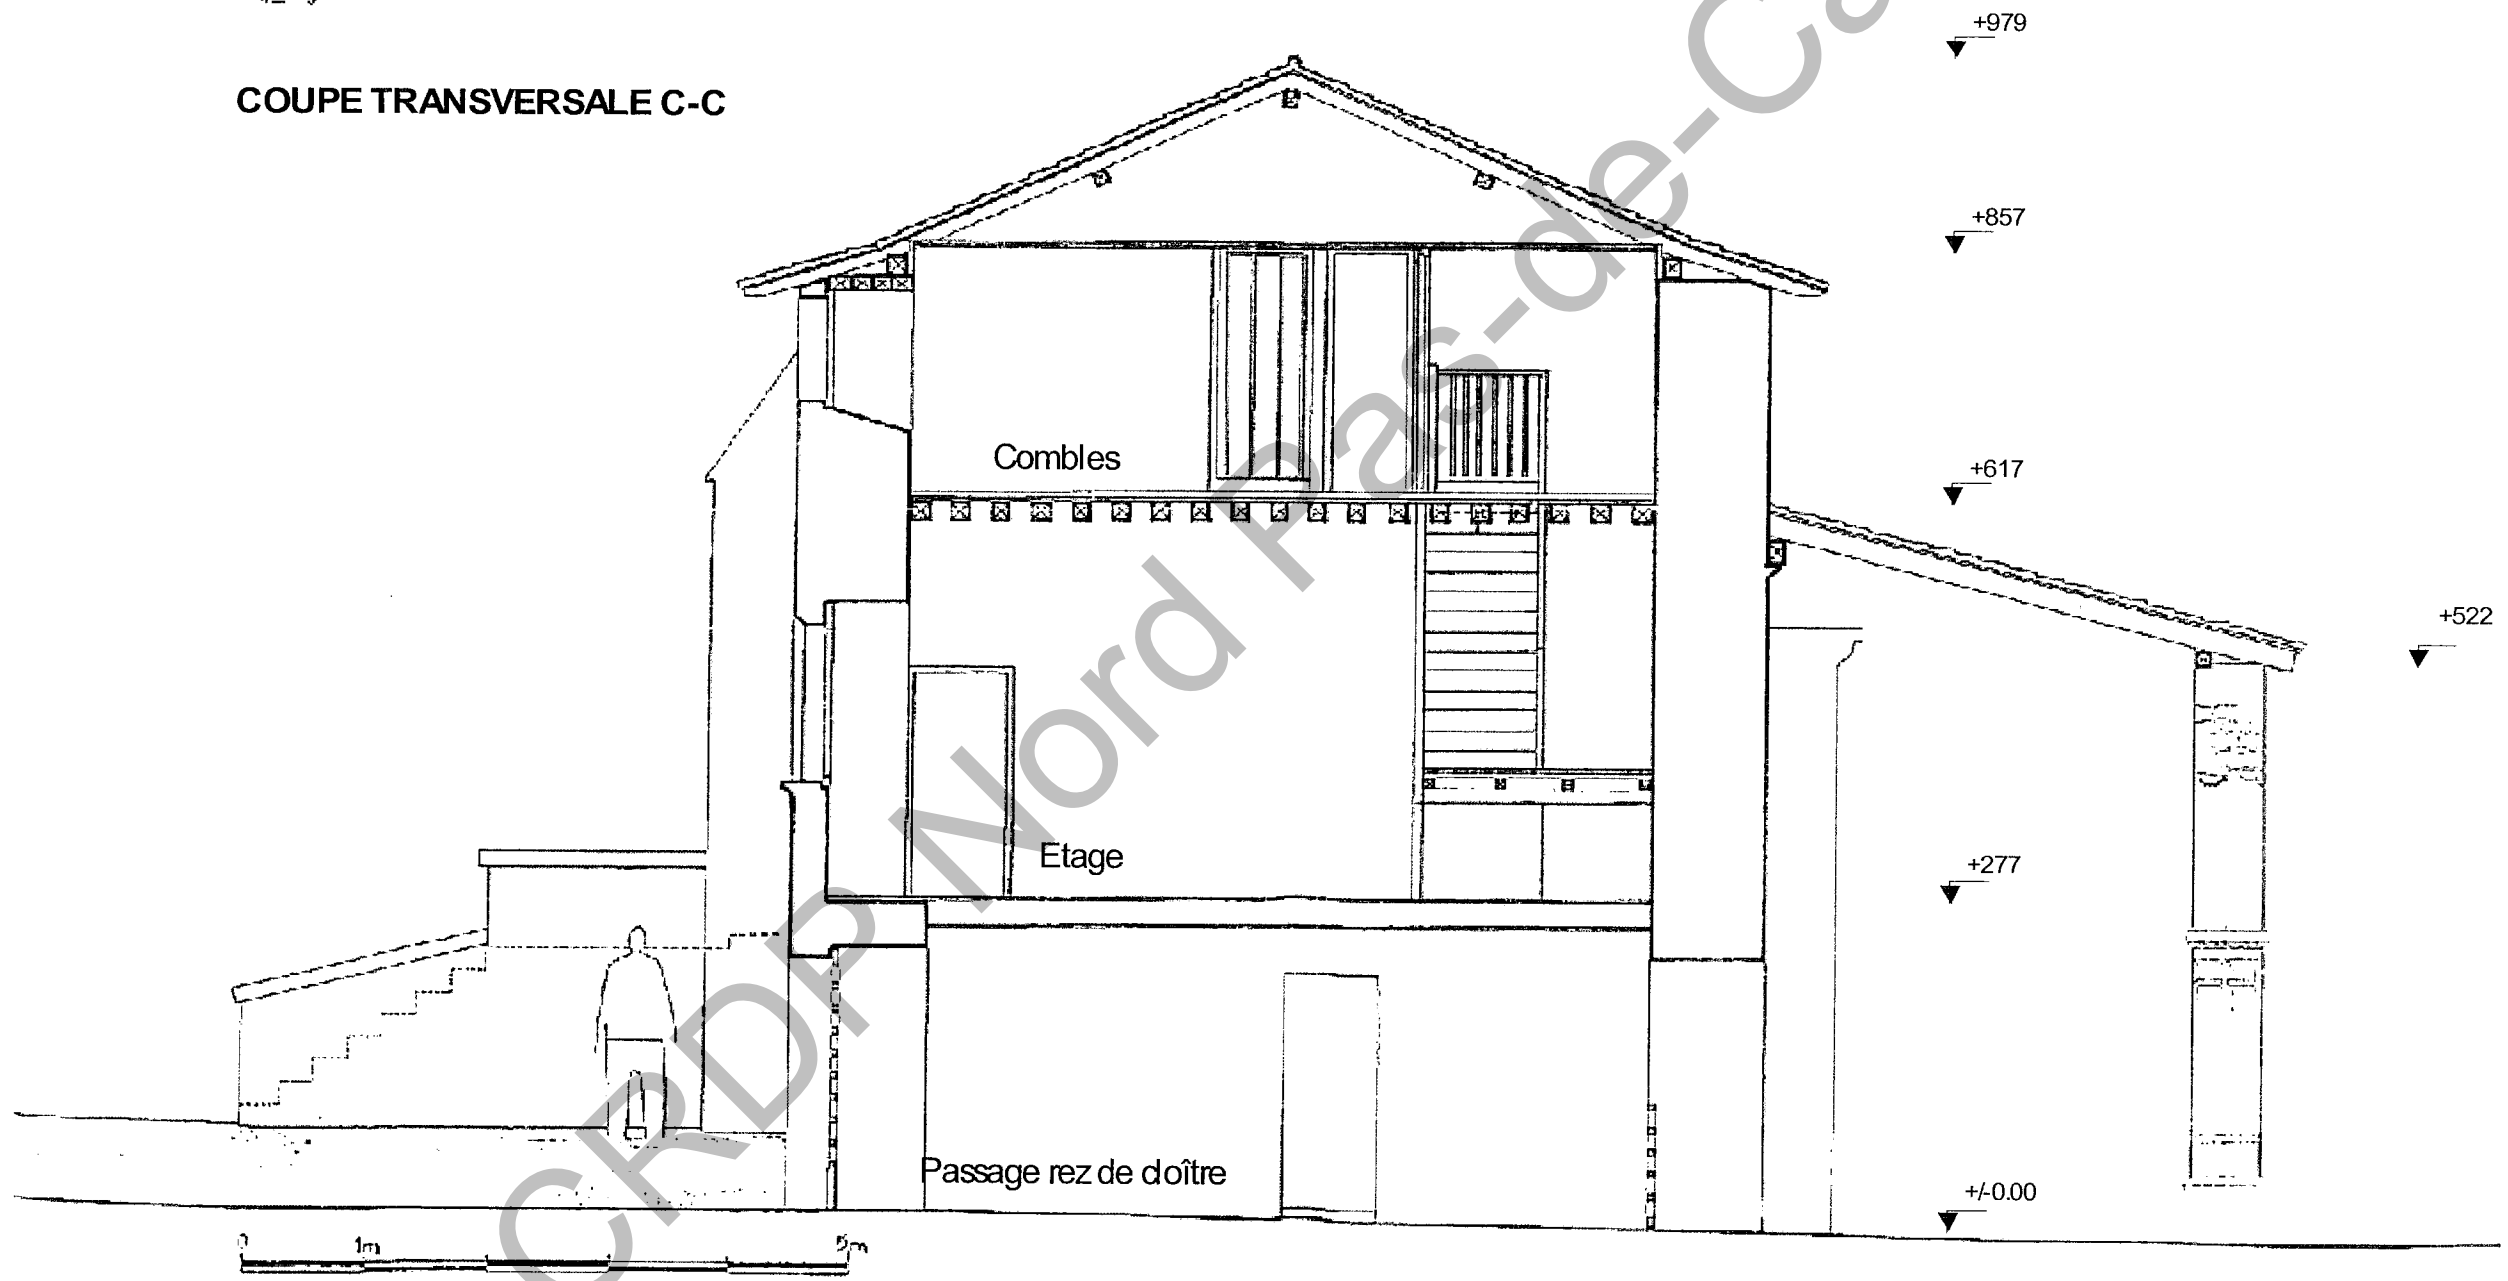 +979
COUPE TRANSVERSALE C-C
+857
Combles
+617
+522
Etage
+277
Passage rez de cloître
+/-0.00
0 1m 5m
CRDP Nord Pas-de-Ca